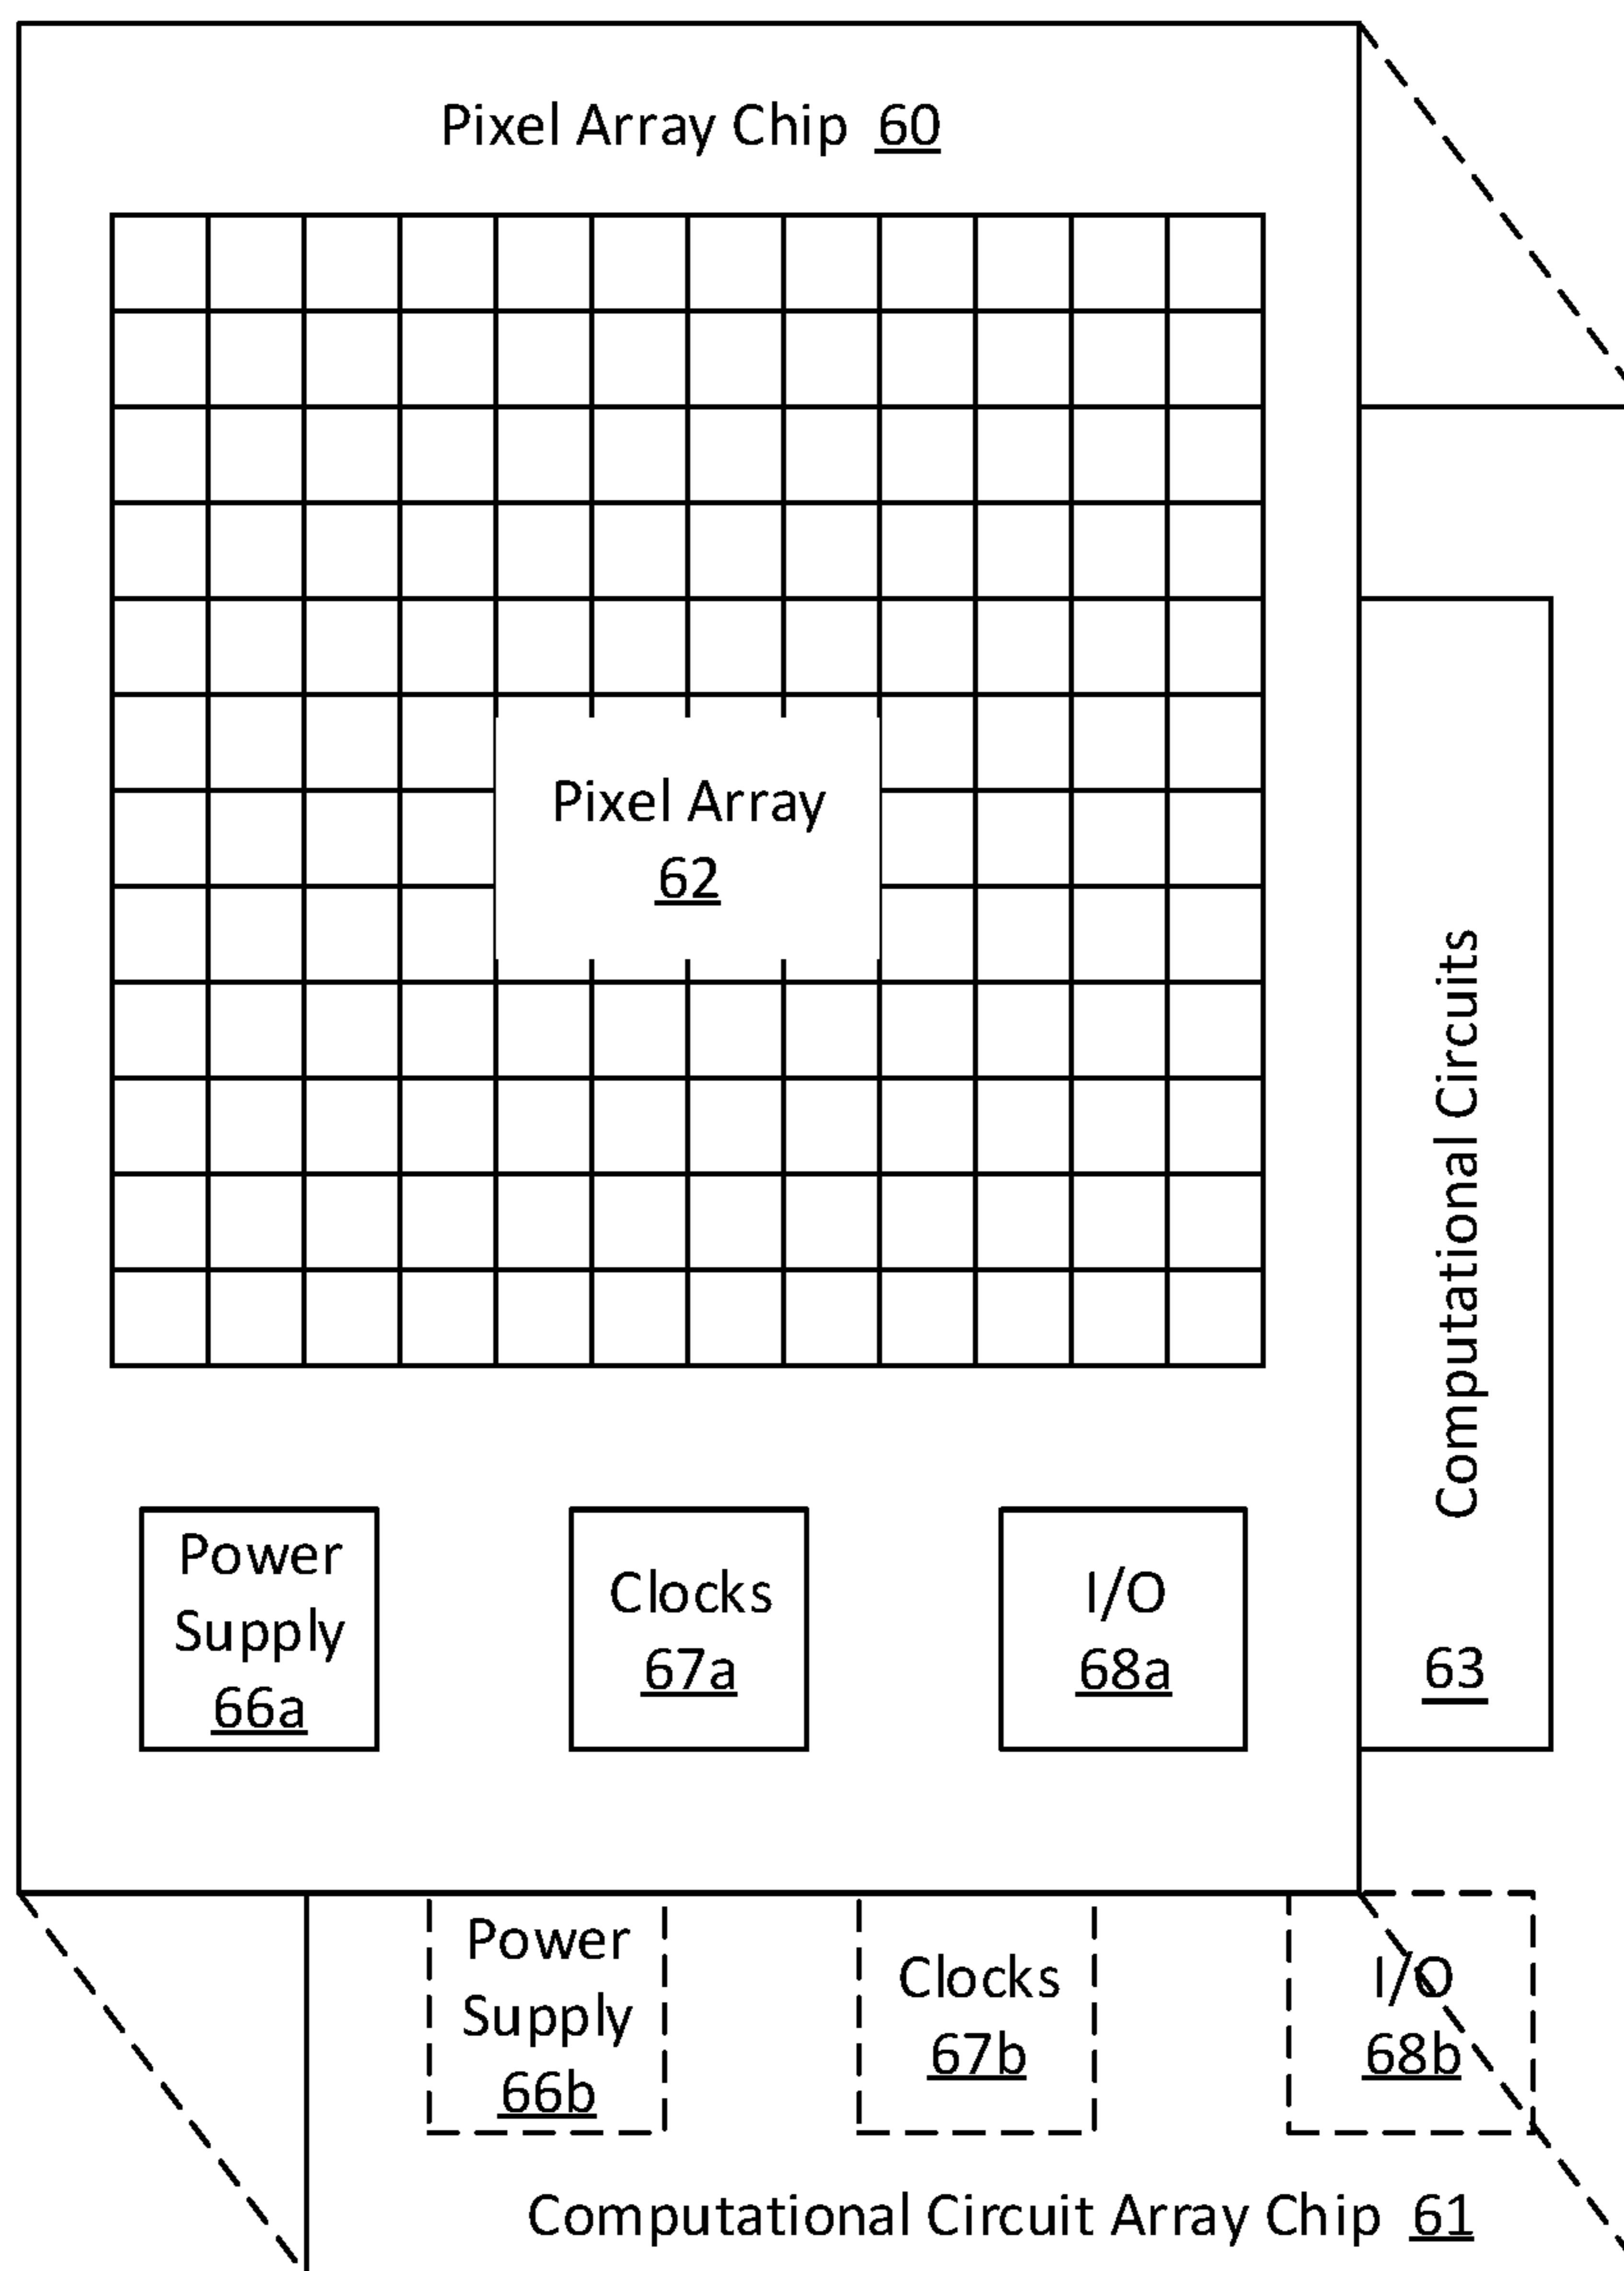 Pixel Array Chip 60
Pixel Array
62
Computational Circuits
63
Power
Supply
66a
Clocks
67a
I/O
68a
Power
Supply
66b
Clocks
67b
I/O
68b
Computational Circuit Array Chip 61